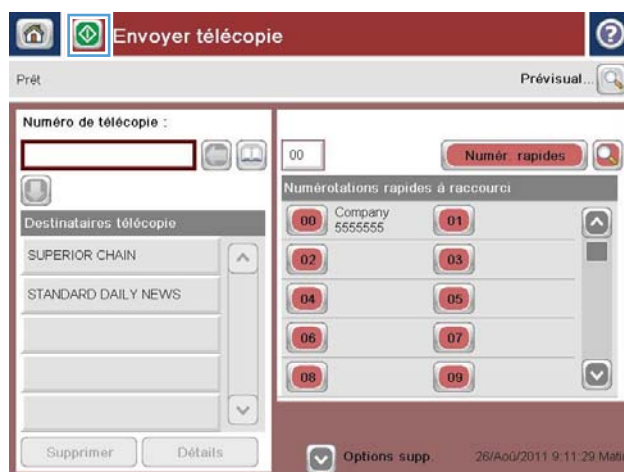 Envoyer télécopie
Prêt
Prévisual...
Numéro de télécopie :
00
Numér. rapides
Destinataires télécopie
SUPERIOR CHAIN
STANDARD DAILY NEWS
Numérotations rapides à raccourci
00 Company 5555555
01
02
03
04
05
06
07
08
09
Supprimer
Détails
Options supp.
26/Aoû/2011 9:11:29 Mati